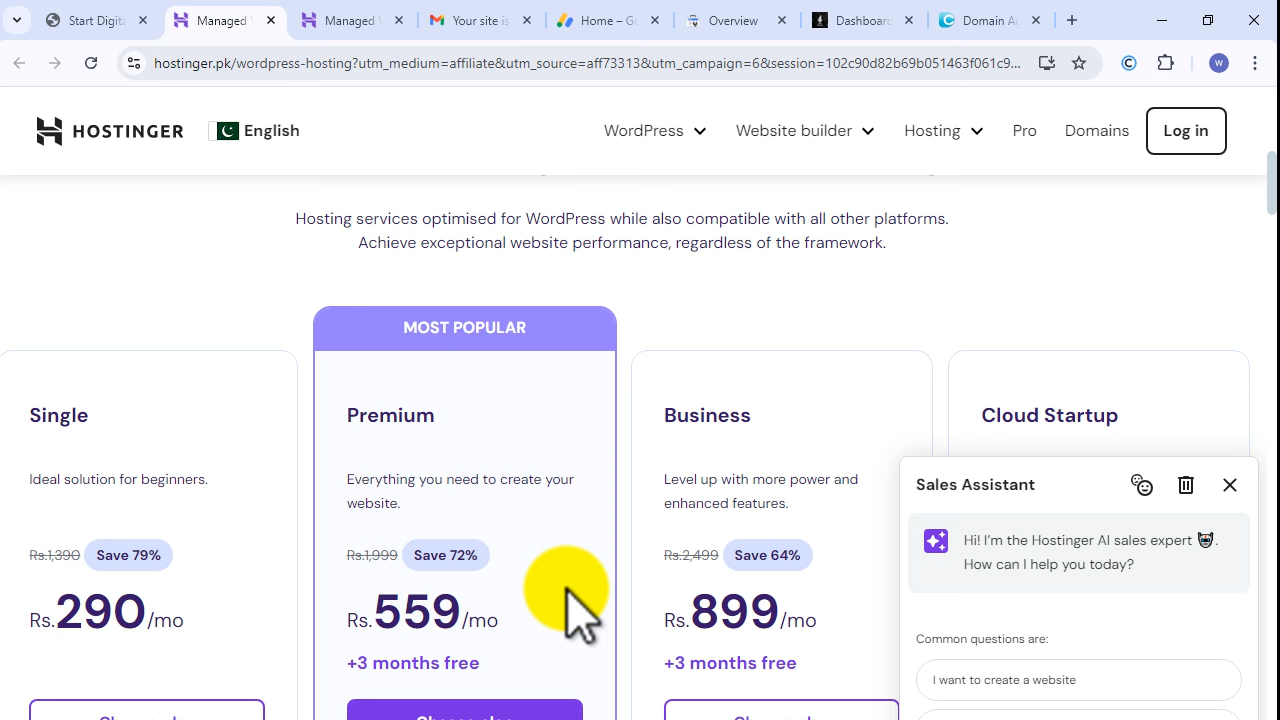 Start Digita
Managed
Managed
Your site is
Home – Go
Overview
Dashboard
Domain A
hostinger.pk/wordpress-hosting?utm_medium=affiliate&utm_source=aff73313&utm_campaign=6&session=102c90d82b69b051463f061c9...
W
HOSTINGER
English
WordPress
Website builder
Hosting
Pro
Domains
Log in
Hosting services optimised for WordPress while also compatible with all other platforms.
Achieve exceptional website performance, regardless of the framework.
MOST POPULAR
Single
Ideal solution for beginners.
Rs.1,390 Save 79%
Rs.290/mo
Premium
Everything you need to create your
website.
Rs.1,999 Save 72%
Rs.559/mo
+3 months free
Business
Level up with more power and
enhanced features.
Rs.2,499 Save 64%
Rs.899/mo
+3 months free
Cloud Startup
Sales Assistant
Hi! I'm the Hostinger AI sales expert 🤖.
How can I help you today?
Common questions are:
I want to create a website